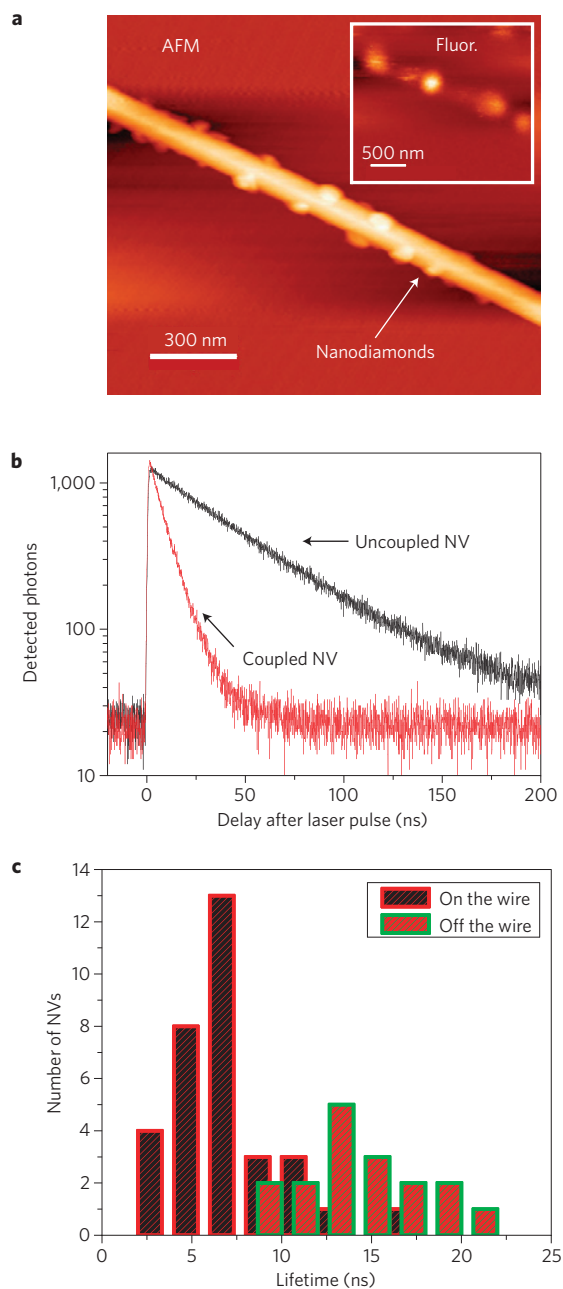 a
AFM
Fluor.
500 nm
300 nm
Nanodiamonds
b
1,000
100
10
Detected photons
Uncoupled NV
Coupled NV
0
50
100
150
200
Delay after laser pulse (ns)
c
14
12
10
8
6
4
2
0
Number of NVs
On the wire
Off the wire
0
5
10
15
20
25
Lifetime (ns)